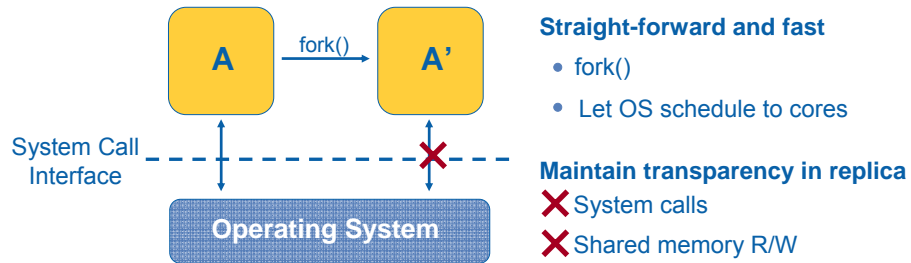 A
fork()
A’
System Call
Interface
Operating System
Straight-forward and fast
• fork()
• Let OS schedule to cores
Maintain transparency in replica
System calls
Shared memory R/W